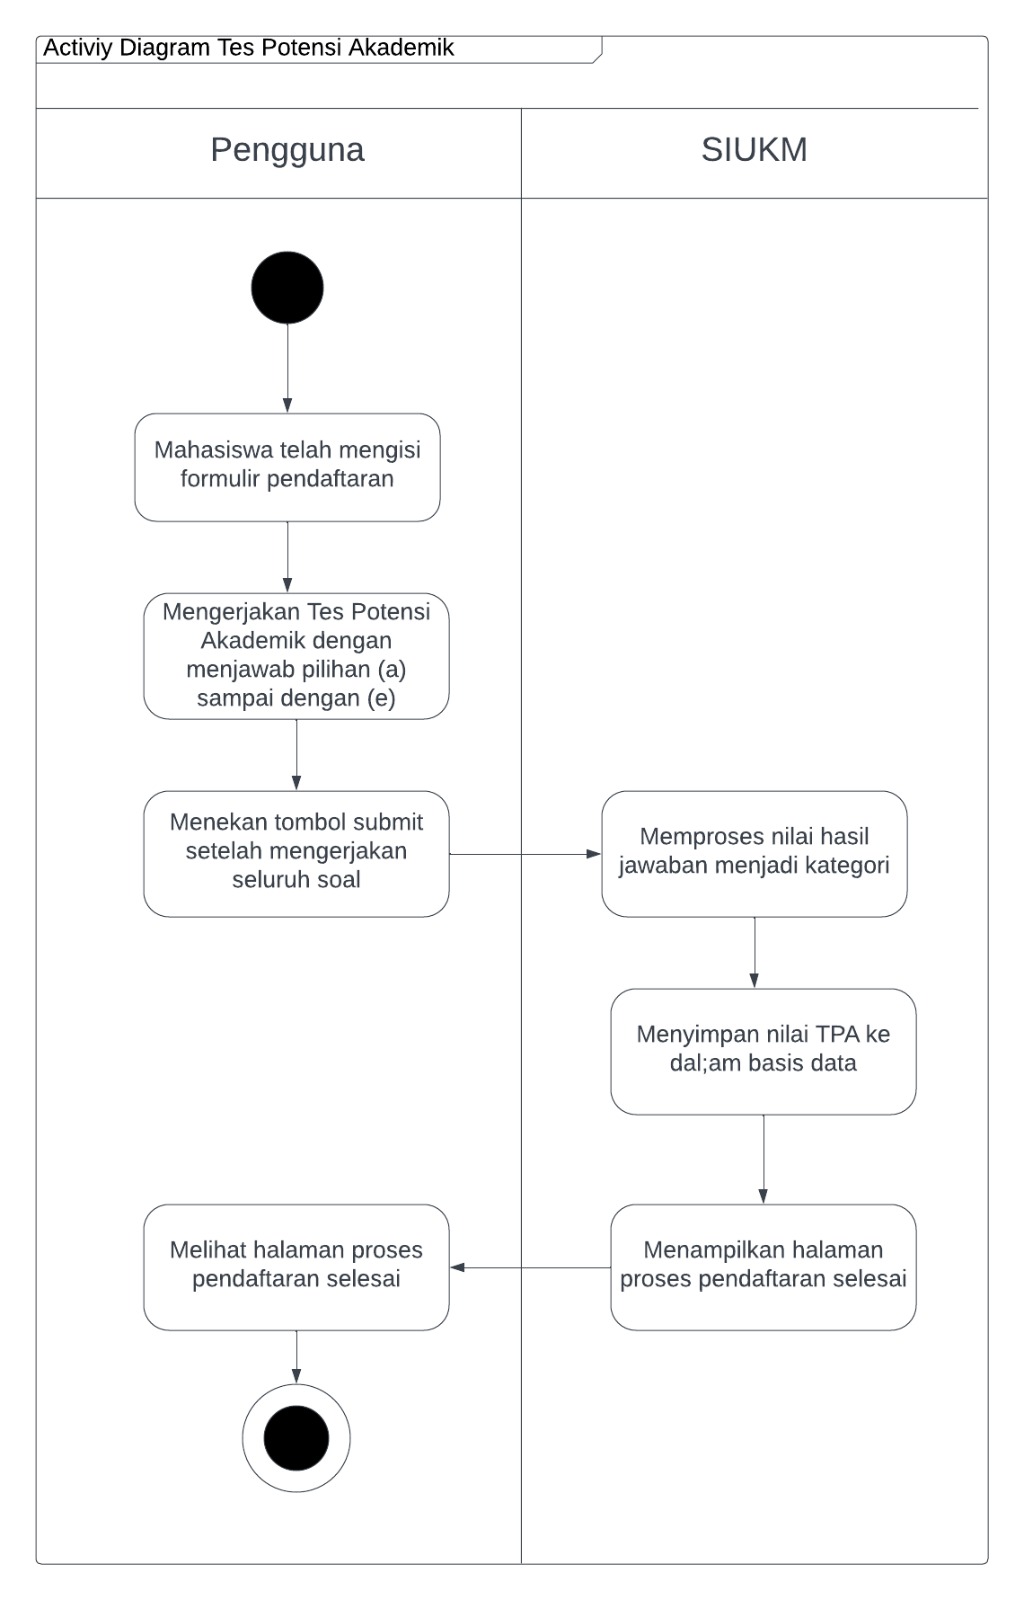 Activiy Diagram Tes Potensi Akademik
Pengguna
SIUKM
Mahasiswa telah mengisi
formulir pendaftaran
Mengerjakan Tes Potensi
Akademik dengan
menjawab pilihan (a)
sampai dengan (e)
Menekan tombol submit
setelah mengerjakan
seluruh soal
Memproses nilai hasil
jawaban menjadi kategori
Menyimpan nilai TPA ke
dal;am basis data
Menampilkan halaman
proses pendaftaran selesai
Melihat halaman proses
pendaftaran selesai